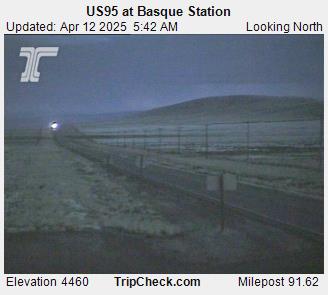 US95 at Basque Station
Updated: Apr 12 2025 5:42 AM Looking North
Elevation 4460 TripCheck.com Milepost 91.62